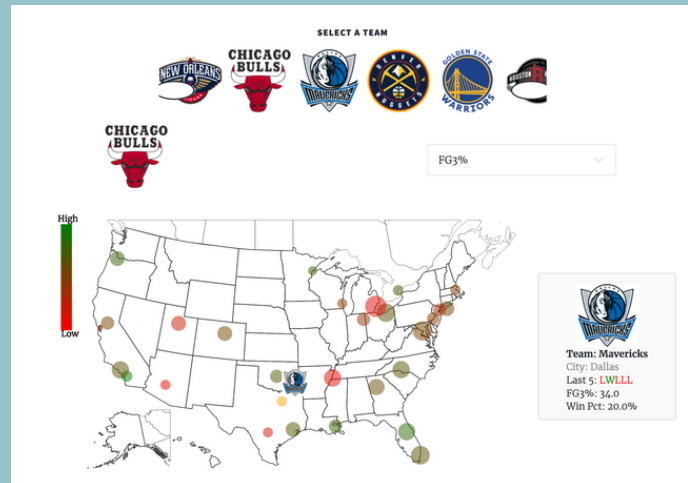 SELECT A TEAM
NEW ORLEANS
CHICAGO
BULLS
MAVERICKS
DENVER
NUGGETS
GOLDEN STATE
WARRIORS
HOUSTON
CHICAGO
BULLS
FG3%
High
Low
MAVERICKS
MAVERICKS
Team: Mavericks
City: Dallas
Last 5: LWLLL
FG3%: 34.0
Win Pct: 20.0%